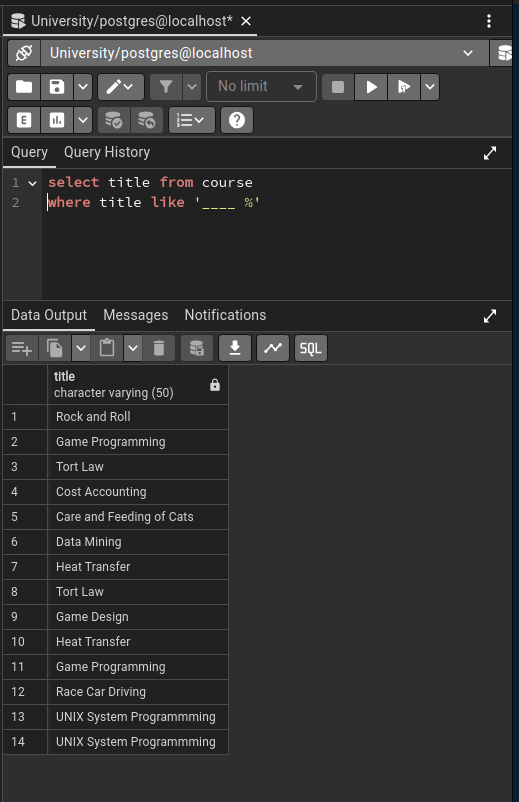 University/postgres@localhost*
University/postgres@localhost
No limit
E
Query Query History
1 select title from course
2 where title like '____ %'
Data Output Messages Notifications
SQL
title
character varying (50)
1 Rock and Roll
2 Game Programming
3 Tort Law
4 Cost Accounting
5 Care and Feeding of Cats
6 Data Mining
7 Heat Transfer
8 Tort Law
9 Game Design
10 Heat Transfer
11 Game Programming
12 Race Car Driving
13 UNIX System Programmming
14 UNIX System Programmming